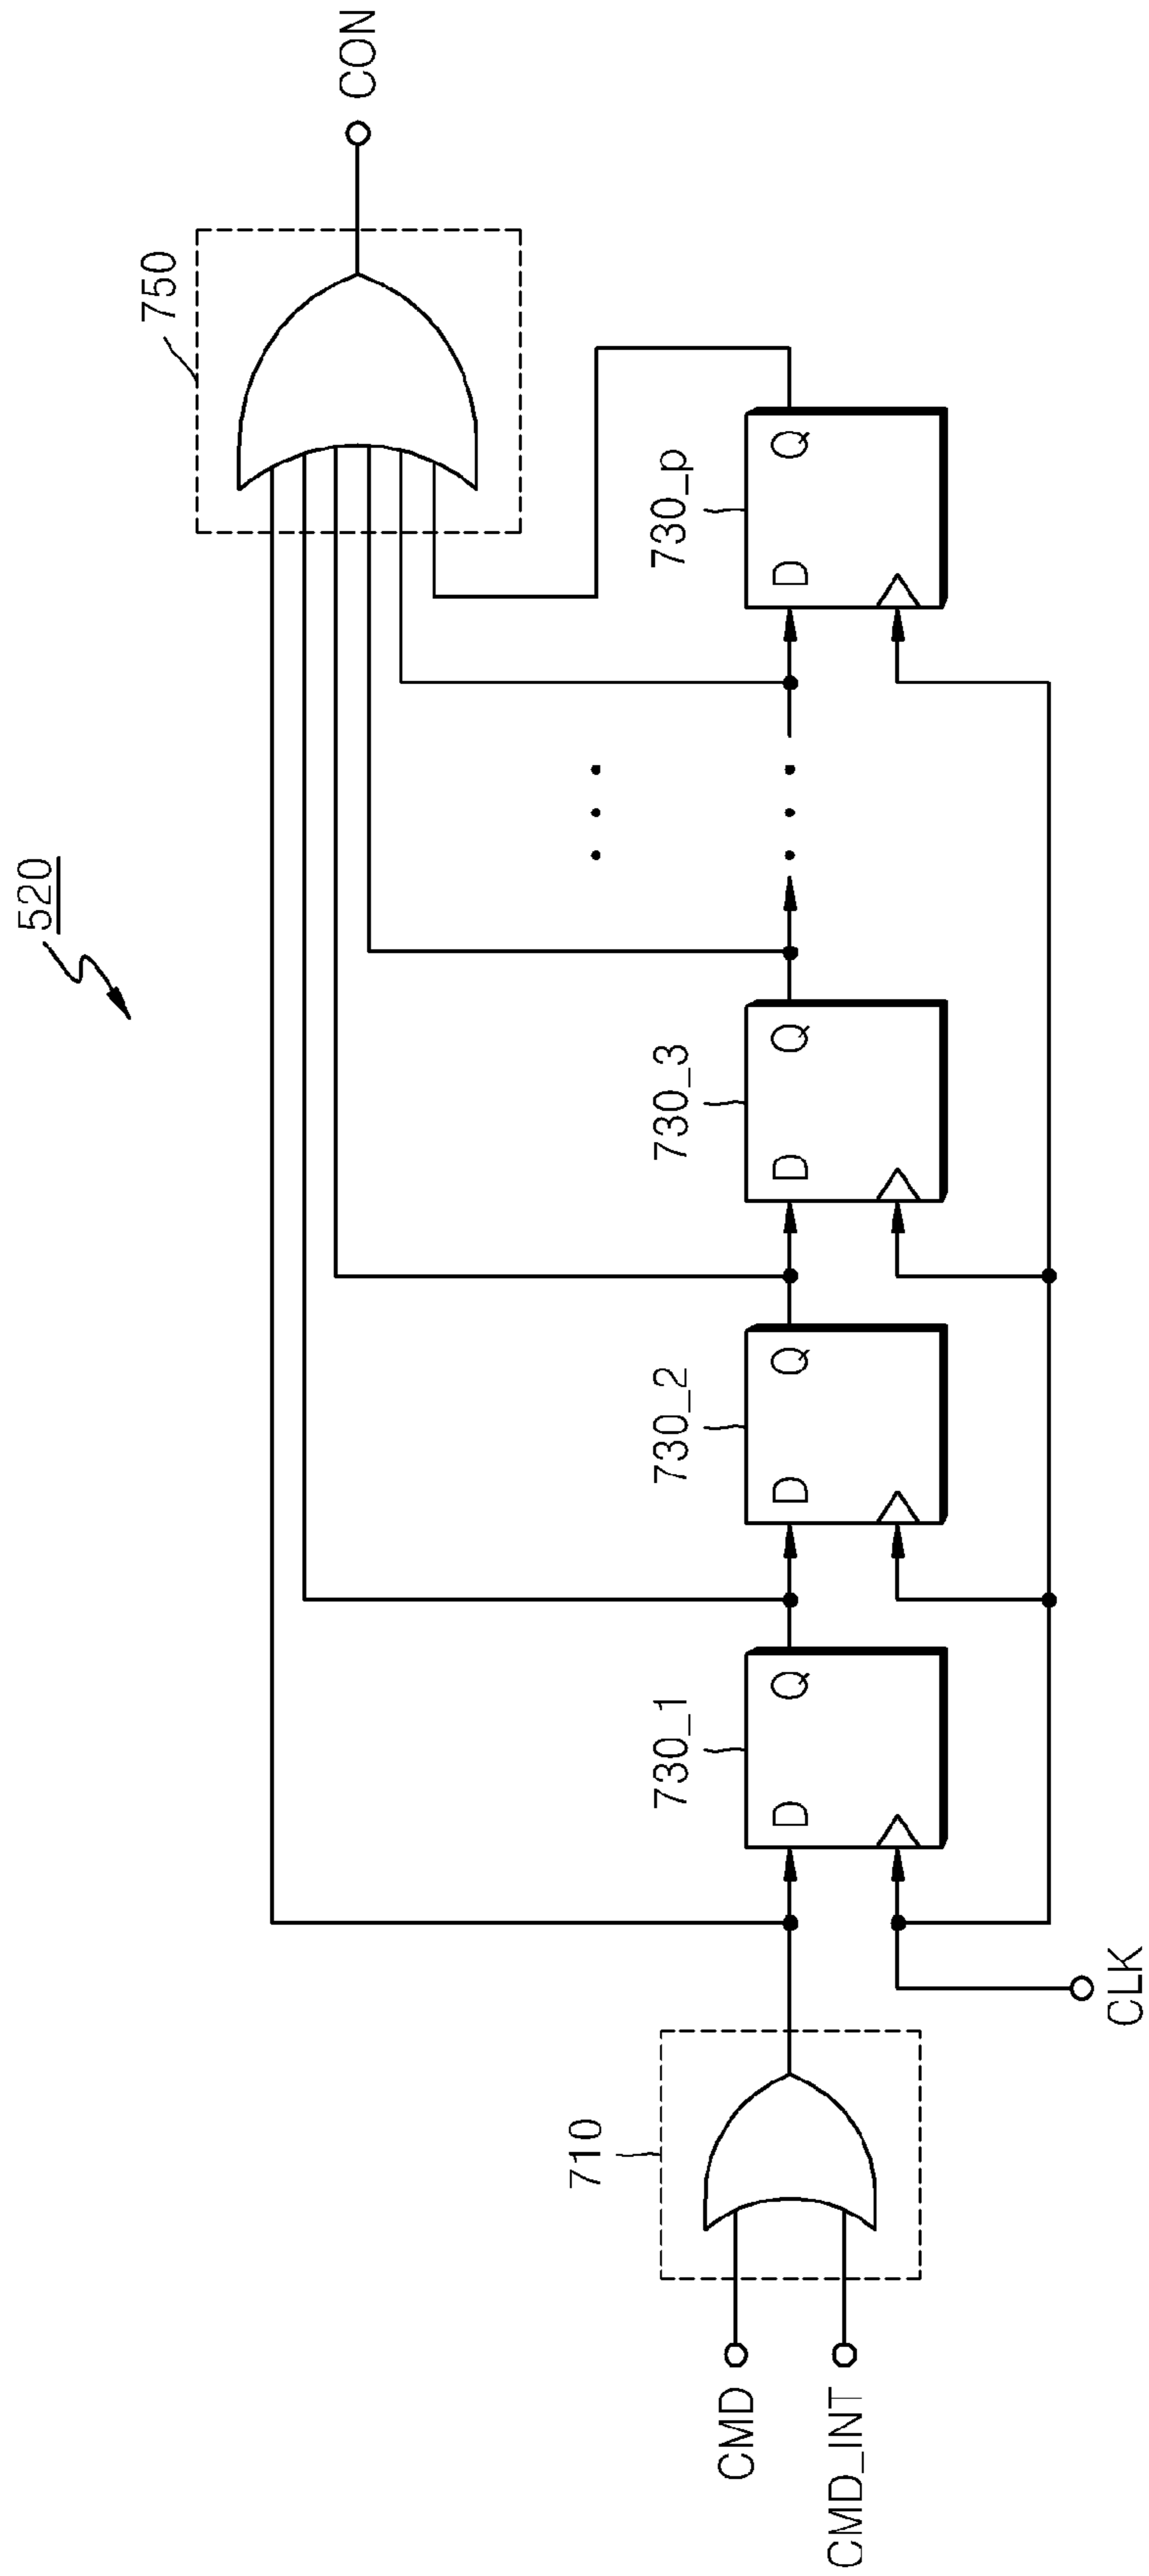 520
CMD
CMD_INT
710
CLK
730_1
D
Q
730_2
D
Q
730_3
D
Q
730_p
D
Q
750
CON